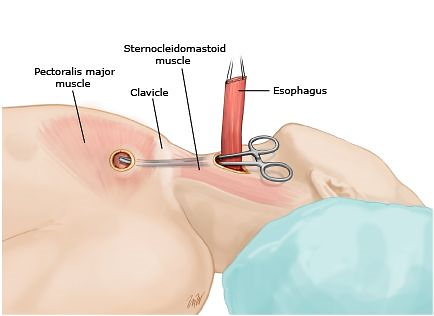 Sternocleidomastoid
muscle
Pectoralis major
muscle
Clavicle
Esophagus